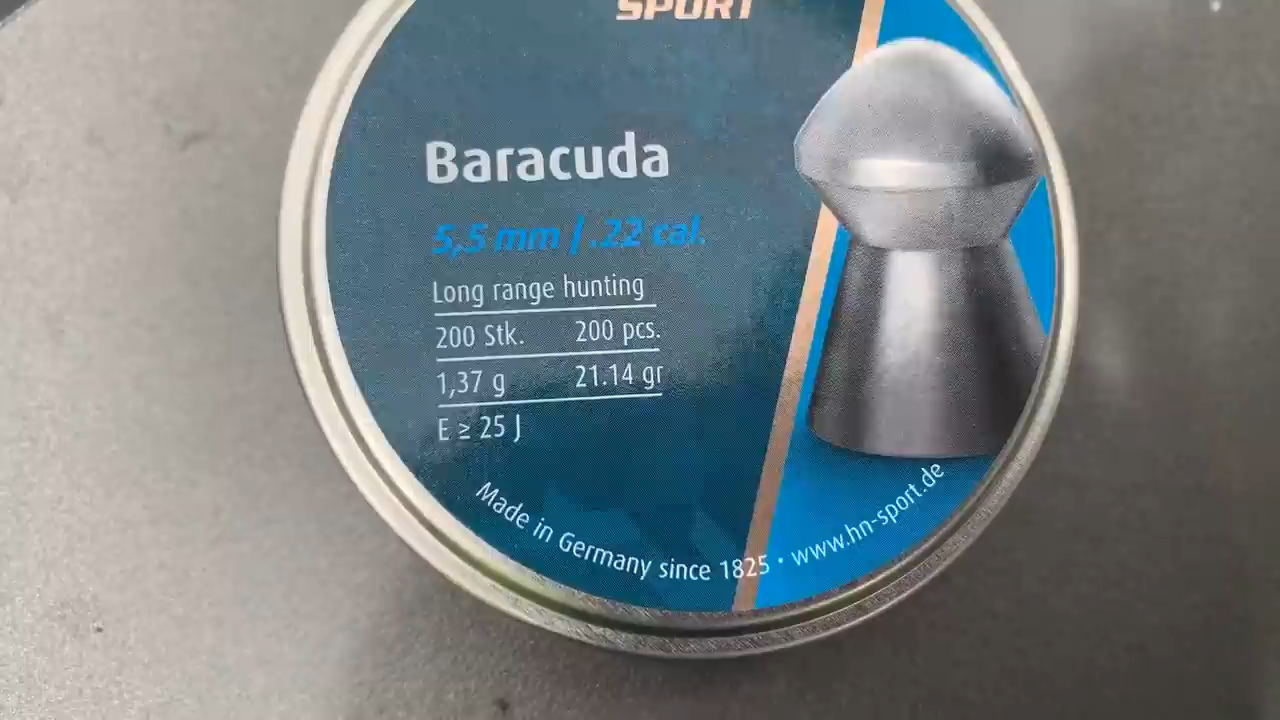 SPORT
Baracuda
5,5 mm / .22 cal.
Long range hunting
200 Stk. 200 pcs.
1,37 g 21.14 gr
E ≥ 25 J
Made in Germany since 1825 • www.hn-sport.de